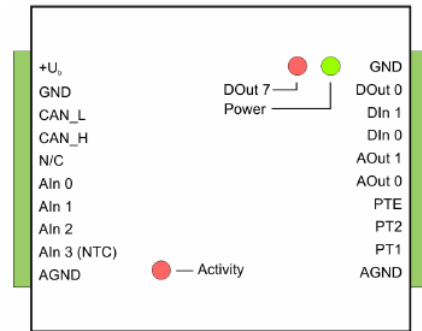 +U_b
GND
CAN_L
CAN_H
N/C
AIn 0
AIn 1
AIn 2
AIn 3 (NTC)
AGND
DOut 7
Power
Activity
GND
DOut 0
DIn 1
DIn 0
AOut 1
AOut 0
PTE
PT2
PT1
AGND